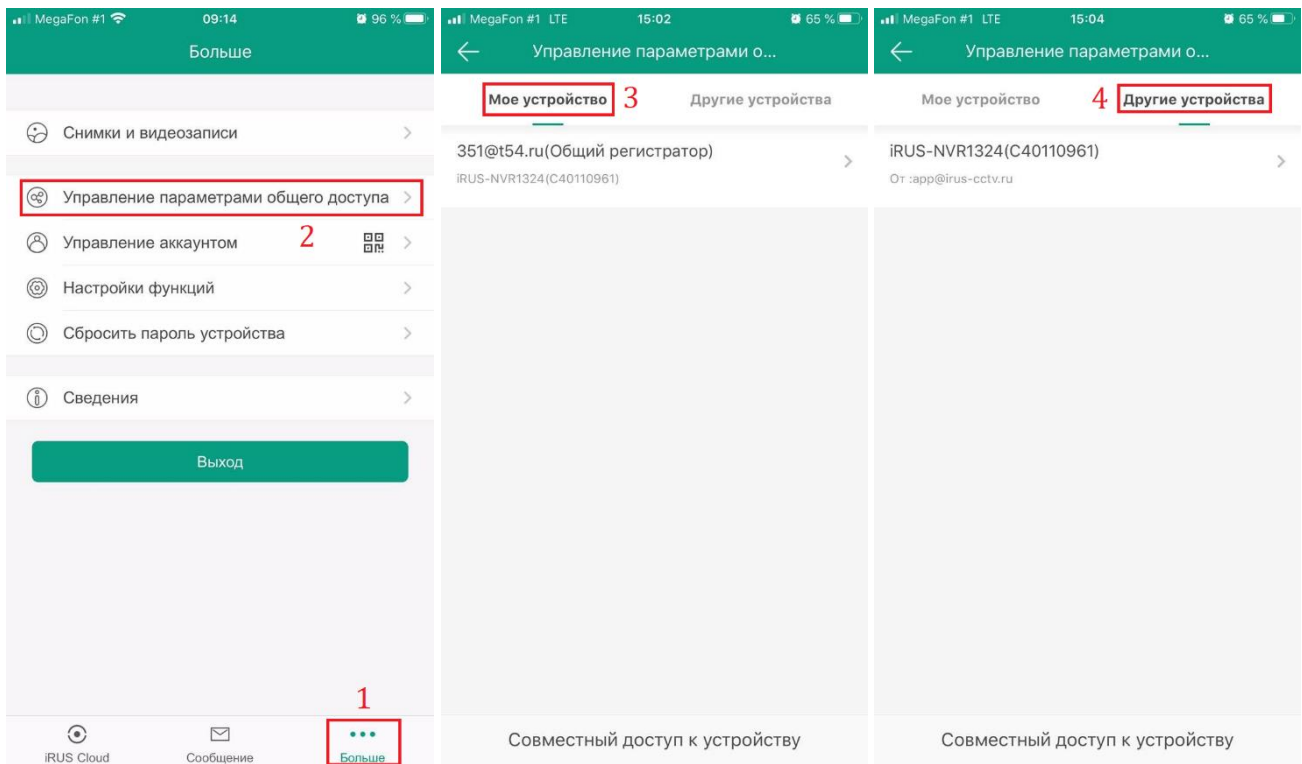 MegaFon #1 09:14 96 %
Больше
Снимки и видеозаписи
Управление параметрами общего доступа
2
Управление аккаунтом
Настройки функций
Сбросить пароль устройства
Сведения
Выход
1
iRUS Cloud Сообщение Больше
MegaFon #1 LTE 15:02 65 %
Управление параметрами о...
Мое устройство 3 Другие устройства
351@t54.ru(Общий регистратор)
iRUS-NVR1324(C40110961)
Совместный доступ к устройству
MegaFon #1 LTE 15:04 65 %
Управление параметрами о...
Мое устройство 4 Другие устройства
iRUS-NVR1324(C40110961)
От :app@irus-cctv.ru
Совместный доступ к устройству